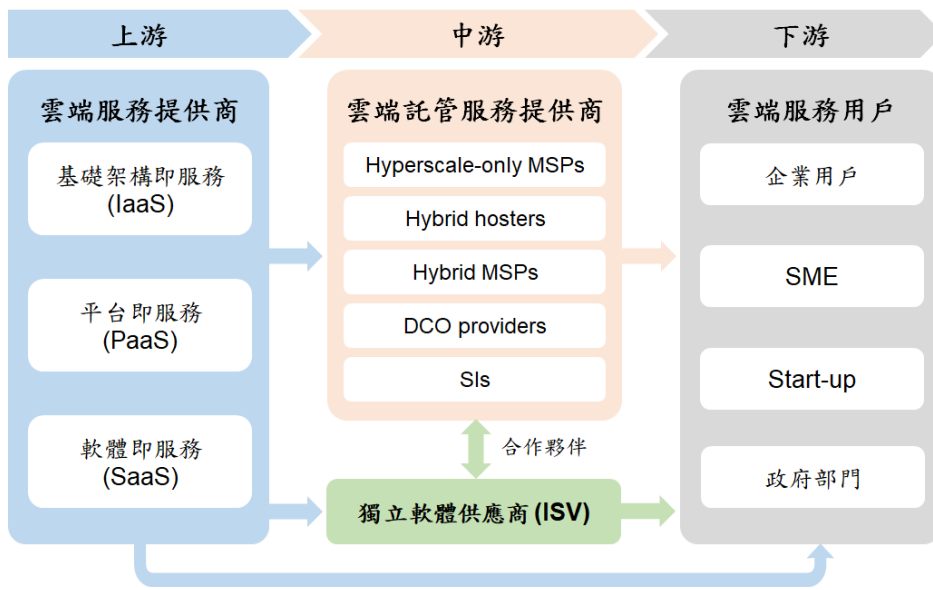 上游
中游
下游
雲端服務提供商
基礎架構即服務
(IaaS)
平台即服務
(PaaS)
軟體即服務
(SaaS)
雲端託管服務提供商
Hyperscale-only MSPs
Hybrid hosters
Hybrid MSPs
DCO providers
SIs
合作夥伴
獨立軟體供應商(ISV)
雲端服務用戶
企業用戶
SME
Start-up
政府部門